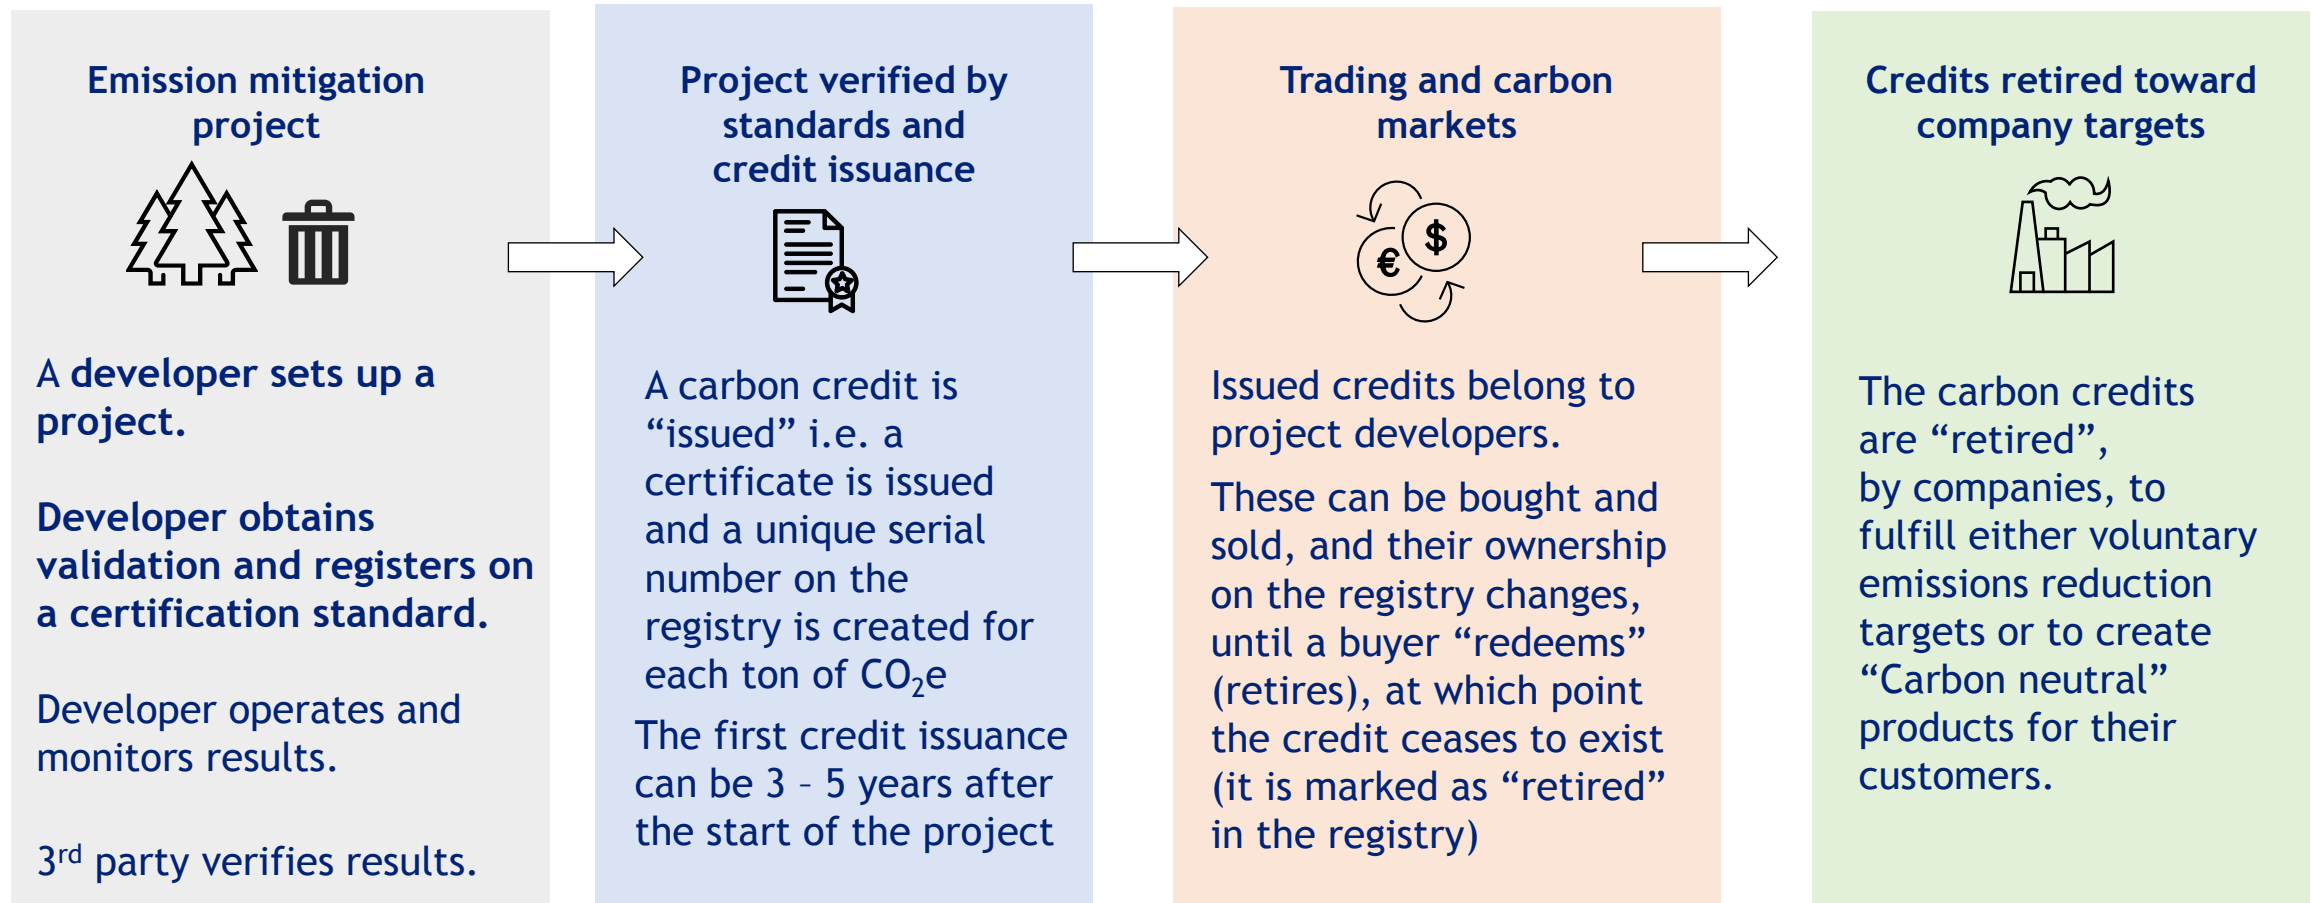 Emission mitigation
project
A developer sets up a
project.
Developer obtains
validation and registers on
a certification standard.
Developer operates and
monitors results.
3rd party verifies results.
Project verified by
standards and
credit issuance
A carbon credit is
“issued” i.e. a
certificate is issued
and a unique serial
number on the
registry is created for
each ton of CO₂e
The first credit issuance
can be 3 – 5 years after
the start of the project
Trading and carbon
markets
$
€
Issued credits belong to
project developers.
These can be bought and
sold, and their ownership
on the registry changes,
until a buyer “redeems”
(retires), at which point
the credit ceases to exist
(it is marked as “retired”
in the registry)
Credits retired toward
company targets
The carbon credits
are “retired”,
by companies, to
fulfill either voluntary
emissions reduction
targets or to create
“Carbon neutral”
products for their
customers.